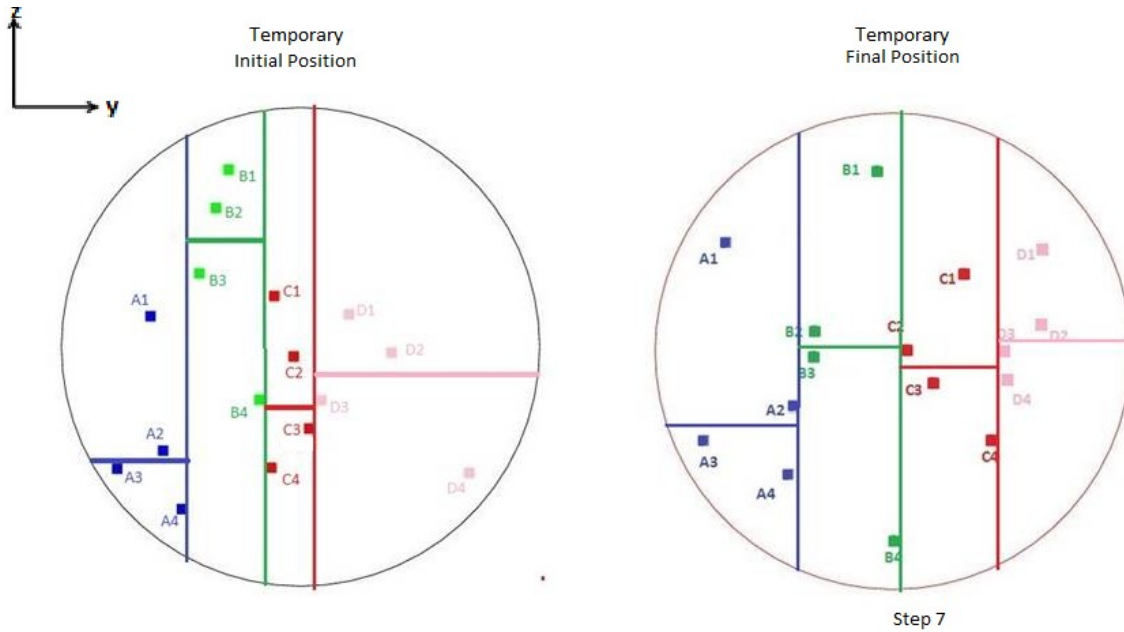 z
y
Temporary
Initial Position
B1
B2
B3
C1
A1
D1
D2
C2
B4
D3
C3
A2
A3
C4
D4
A4
Temporary
Final Position
B1
A1
D1
C1
B2
C2
D3
D2
B3
C3
D4
A2
A3
C4
A4
B4
Step 7